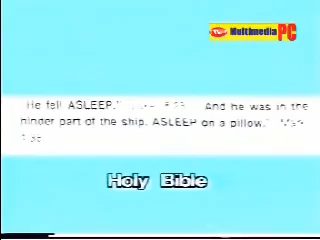 Multimedia PC
"He fell ASLEEP." And he was in the
hinder part of the ship, ASLEEP on a pillow."
Holy Bible